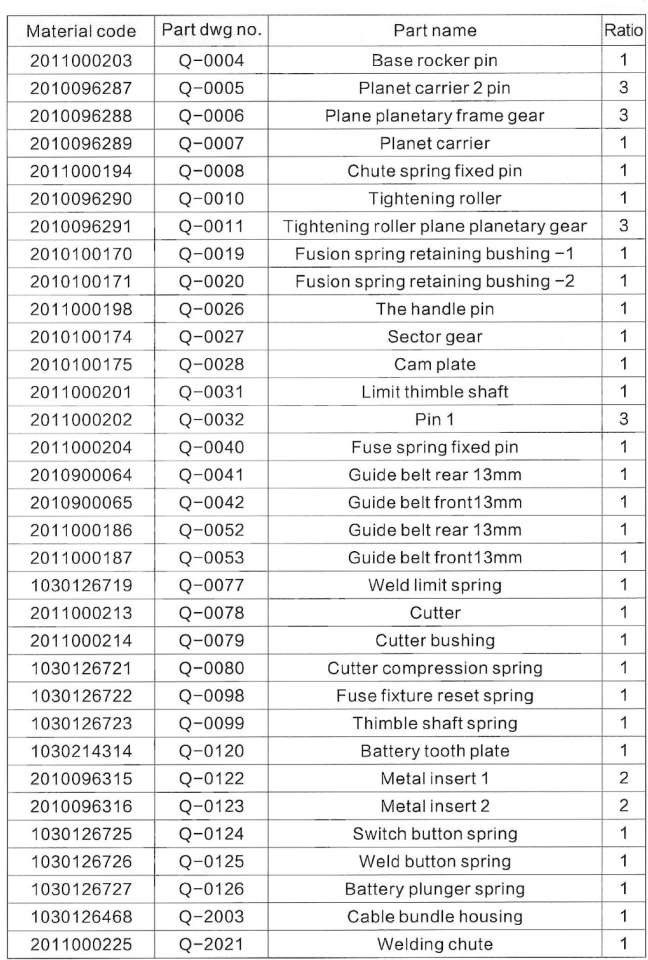 Material code Part dwg no. Part name Ratio
2011000203 Q-0004 Base rocker pin 1
2010096287 Q-0005 Planet carrier 2 pin 3
2010096288 Q-0006 Plane planetary frame gear 3
2010096289 Q-0007 Planet carrier 1
2011000194 Q-0008 Chute spring fixed pin 1
2010096290 Q-0010 Tightening roller 1
2010096291 Q-0011 Tightening roller plane planetary gear 3
2010100170 Q-0019 Fusion spring retaining bushing -1 1
2010100171 Q-0020 Fusion spring retaining bushing -2 1
2011000198 Q-0026 The handle pin 1
2010100174 Q-0027 Sector gear 1
2010100175 Q-0028 Cam plate 1
2011000201 Q-0031 Limit thimble shaft 1
2011000202 Q-0032 Pin 1 3
2011000204 Q-0040 Fuse spring fixed pin 1
2010900064 Q-0041 Guide belt rear 13mm 1
2010900065 Q-0042 Guide belt front13mm 1
2011000186 Q-0052 Guide belt rear 13mm 1
2011000187 Q-0053 Guide belt front13mm 1
1030126719 Q-0077 Weld limit spring 1
2011000213 Q-0078 Cutter 1
2011000214 Q-0079 Cutter bushing 1
1030126721 Q-0080 Cutter compression spring 1
1030126722 Q-0098 Fuse fixture reset spring 1
1030126723 Q-0099 Thimble shaft spring 1
1030214314 Q-0120 Battery tooth plate 1
2010096315 Q-0122 Metal insert 1 2
2010096316 Q-0123 Metal insert 2 2
1030126725 Q-0124 Switch button spring 1
1030126726 Q-0125 Weld button spring 1
1030126727 Q-0126 Battery plunger spring 1
1030126468 Q-2003 Cable bundle housing 1
2011000225 Q-2021 Welding chute 1